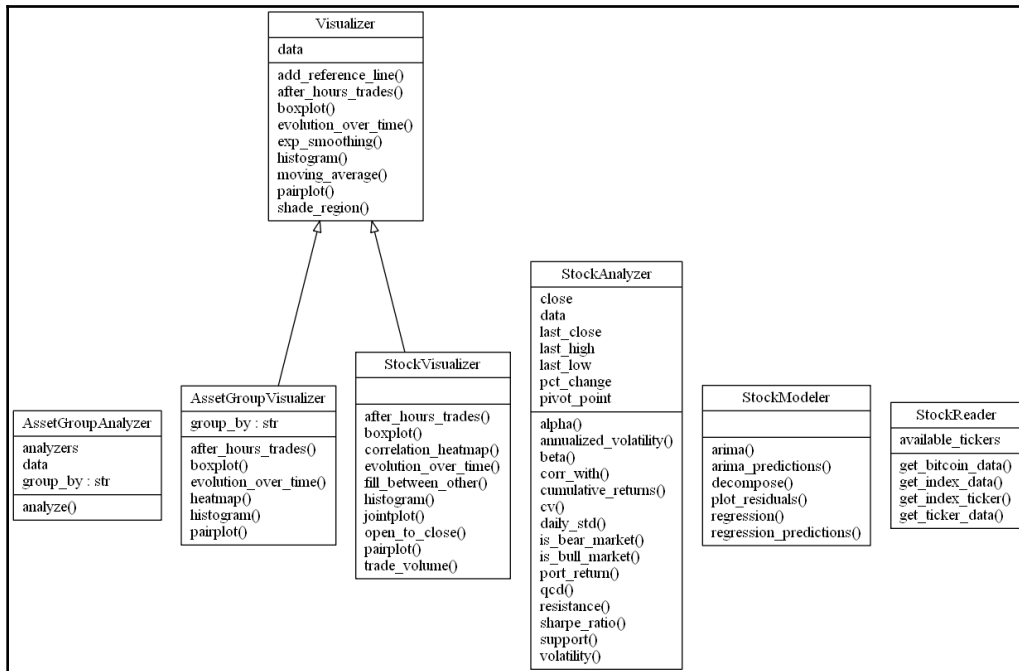 Visualizer
data
add_reference_line()
after_hours_trades()
boxplot()
evolution_over_time()
exp_smoothing()
histogram()
moving_average()
pairplot()
shade_region()
AssetGroupAnalyzer
analyzers
data
group_by : str
analyze()
AssetGroupVisualizer
group_by : str
after_hours_trades()
boxplot()
evolution_over_time()
heatmap()
histogram()
pairplot()
StockVisualizer
after_hours_trades()
boxplot()
correlation_heatmap()
evolution_over_time()
fill_between_other()
histogram()
jointplot()
open_to_close()
pairplot()
trade_volume()
StockAnalyzer
close
data
last_close
last_high
last_low
pct_change
pivot_point
alpha()
annualized_volatility()
beta()
corr_with()
cumulative_returns()
cv()
daily_std()
is_bear_market()
is_bull_market()
port_return()
qcd()
resistance()
sharpe_ratio()
support()
volatility()
StockModeler
arima()
arima_predictions()
decompose()
plot_residuals()
regression()
regression_predictions()
StockReader
available_tickers
get_bitcoin_data()
get_index_data()
get_index_ticker()
get_ticker_data()